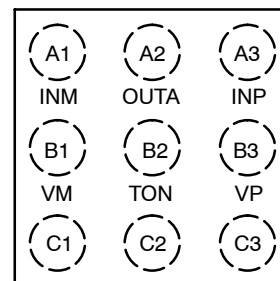 A1 A2 A3
INM OUTA INP
B1 B2 B3
VM TON VP
C1 C2 C3